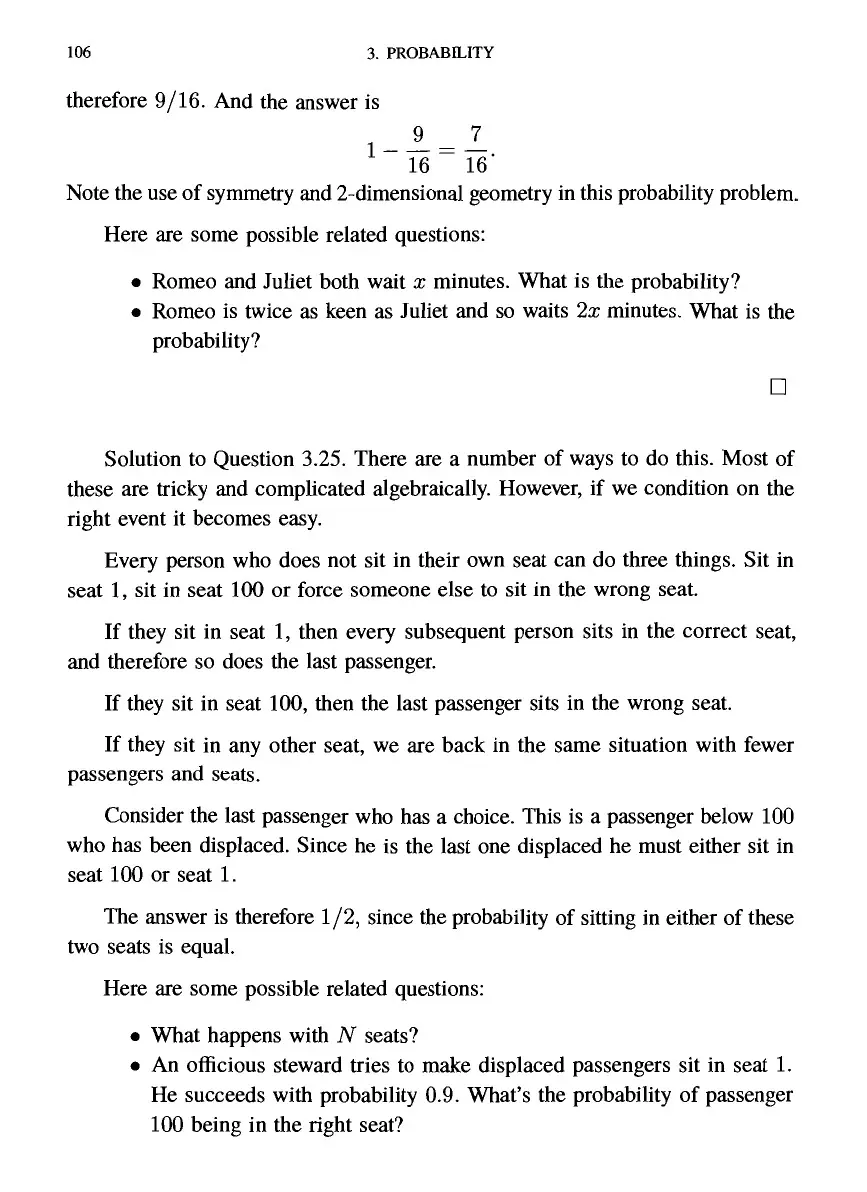 106 3. PROBABILITY
therefore 9/16. And the answer is
1 − 9/16 = 7/16.
Note the use of symmetry and 2-dimensional geometry in this probability problem.
Here are some possible related questions:
• Romeo and Juliet both wait x minutes. What is the probability?
• Romeo is twice as keen as Juliet and so waits 2x minutes. What is the
probability?
□
Solution to Question 3.25. There are a number of ways to do this. Most of
these are tricky and complicated algebraically. However, if we condition on the
right event it becomes easy.
Every person who does not sit in their own seat can do three things. Sit in
seat 1, sit in seat 100 or force someone else to sit in the wrong seat.
If they sit in seat 1, then every subsequent person sits in the correct seat,
and therefore so does the last passenger.
If they sit in seat 100, then the last passenger sits in the wrong seat.
If they sit in any other seat, we are back in the same situation with fewer
passengers and seats.
Consider the last passenger who has a choice. This is a passenger below 100
who has been displaced. Since he is the last one displaced he must either sit in
seat 100 or seat 1.
The answer is therefore 1/2, since the probability of sitting in either of these
two seats is equal.
Here are some possible related questions:
• What happens with N seats?
• An officious steward tries to make displaced passengers sit in seat 1.
He succeeds with probability 0.9. What's the probability of passenger
100 being in the right seat?